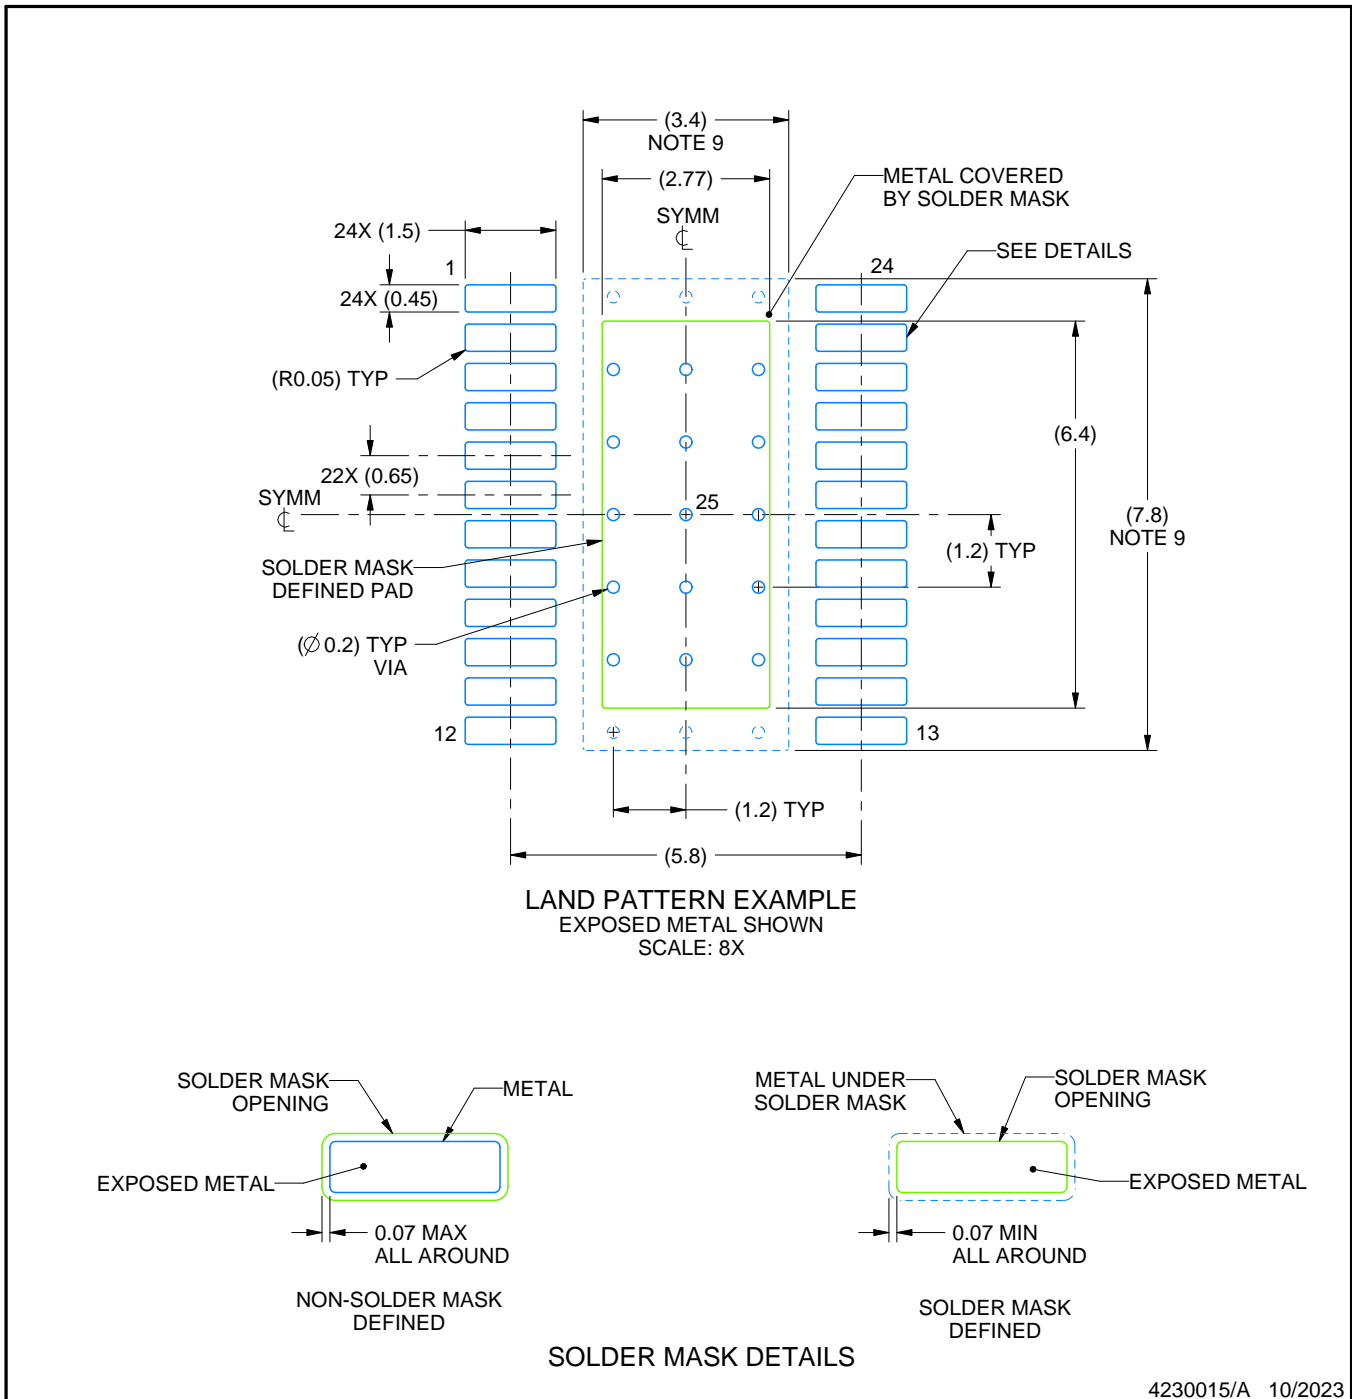 (3.4)
NOTE 9
(2.77)
METAL COVERED
BY SOLDER MASK
SYMM
24X (1.5)
SEE DETAILS
1
24
24X (0.45)
(R0.05) TYP
(6.4)
22X (0.65)
SYMM
25
(7.8)
NOTE 9
(1.2) TYP
SOLDER MASK
DEFINED PAD
(∅0.2) TYP
VIA
12
13
(1.2) TYP
(5.8)
LAND PATTERN EXAMPLE
EXPOSED METAL SHOWN
SCALE: 8X
SOLDER MASK
OPENING
METAL
EXPOSED METAL
0.07 MAX
ALL AROUND
NON-SOLDER MASK
DEFINED
METAL UNDER
SOLDER MASK
SOLDER MASK
OPENING
EXPOSED METAL
0.07 MIN
ALL AROUND
SOLDER MASK
DEFINED
SOLDER MASK DETAILS
4230015/A 10/2023